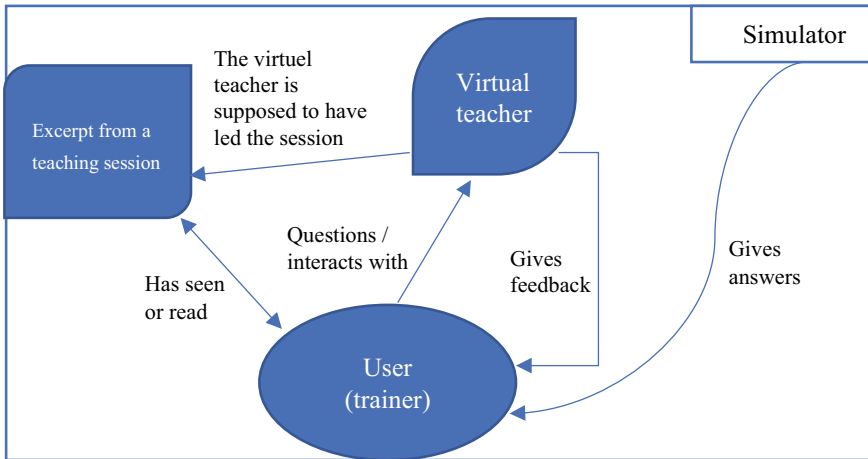 Simulator
The virtuel
teacher is
supposed to have
led the session
Virtual
teacher
Excerpt from a
teaching session
Questions /
interacts with
Gives
feedback
Gives
answers
Has seen
or read
User
(trainer)